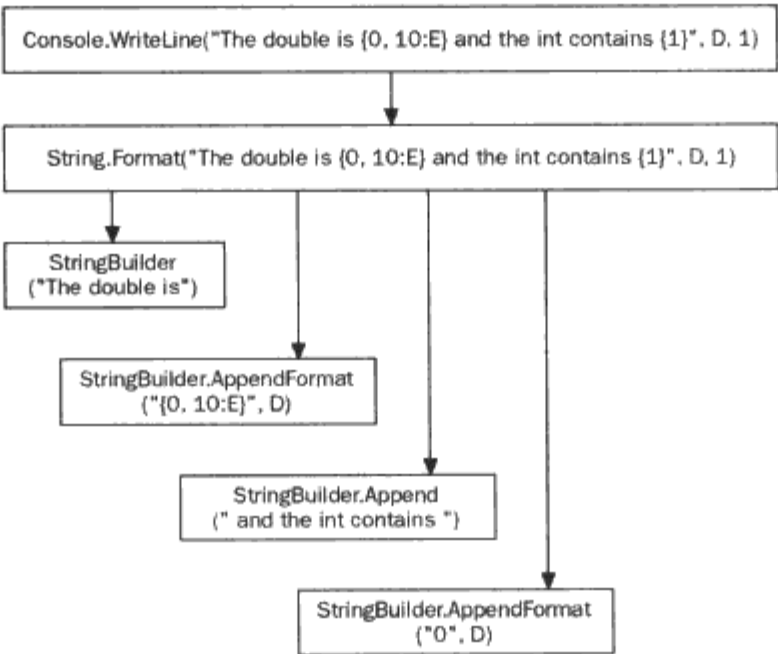 Console.WriteLine("The double is {0, 10:E} and the int contains {1}", D, 1)
String.Format("The double is {0, 10:E} and the int contains {1}", D, 1)
StringBuilder
("The double is")
StringBuilder.AppendFormat
("{0, 10:E}", D)
StringBuilder.Append
(" and the int contains ")
StringBuilder.AppendFormat
("0", D)